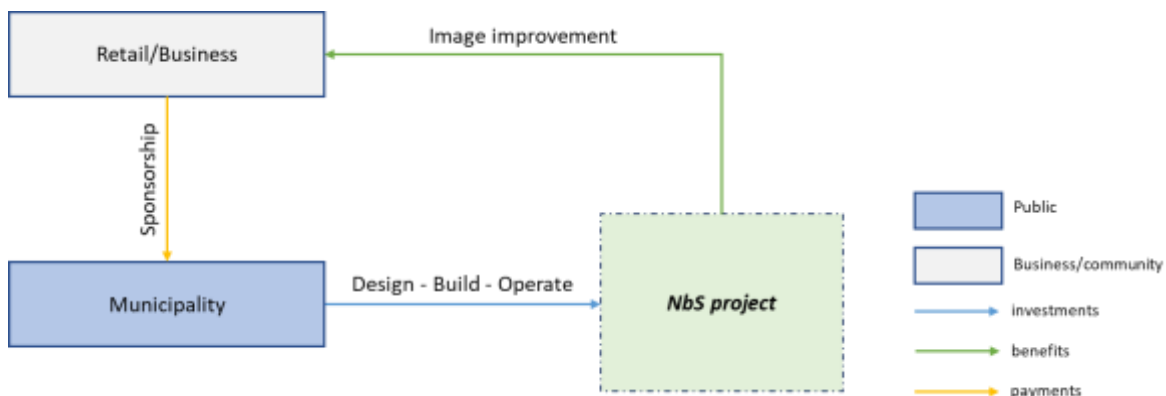 Image improvement
Retail/Business
Sponsorship
Public
Business/community
Design - Build - Operate
Municipality
NbS project
investments
benefits
payments